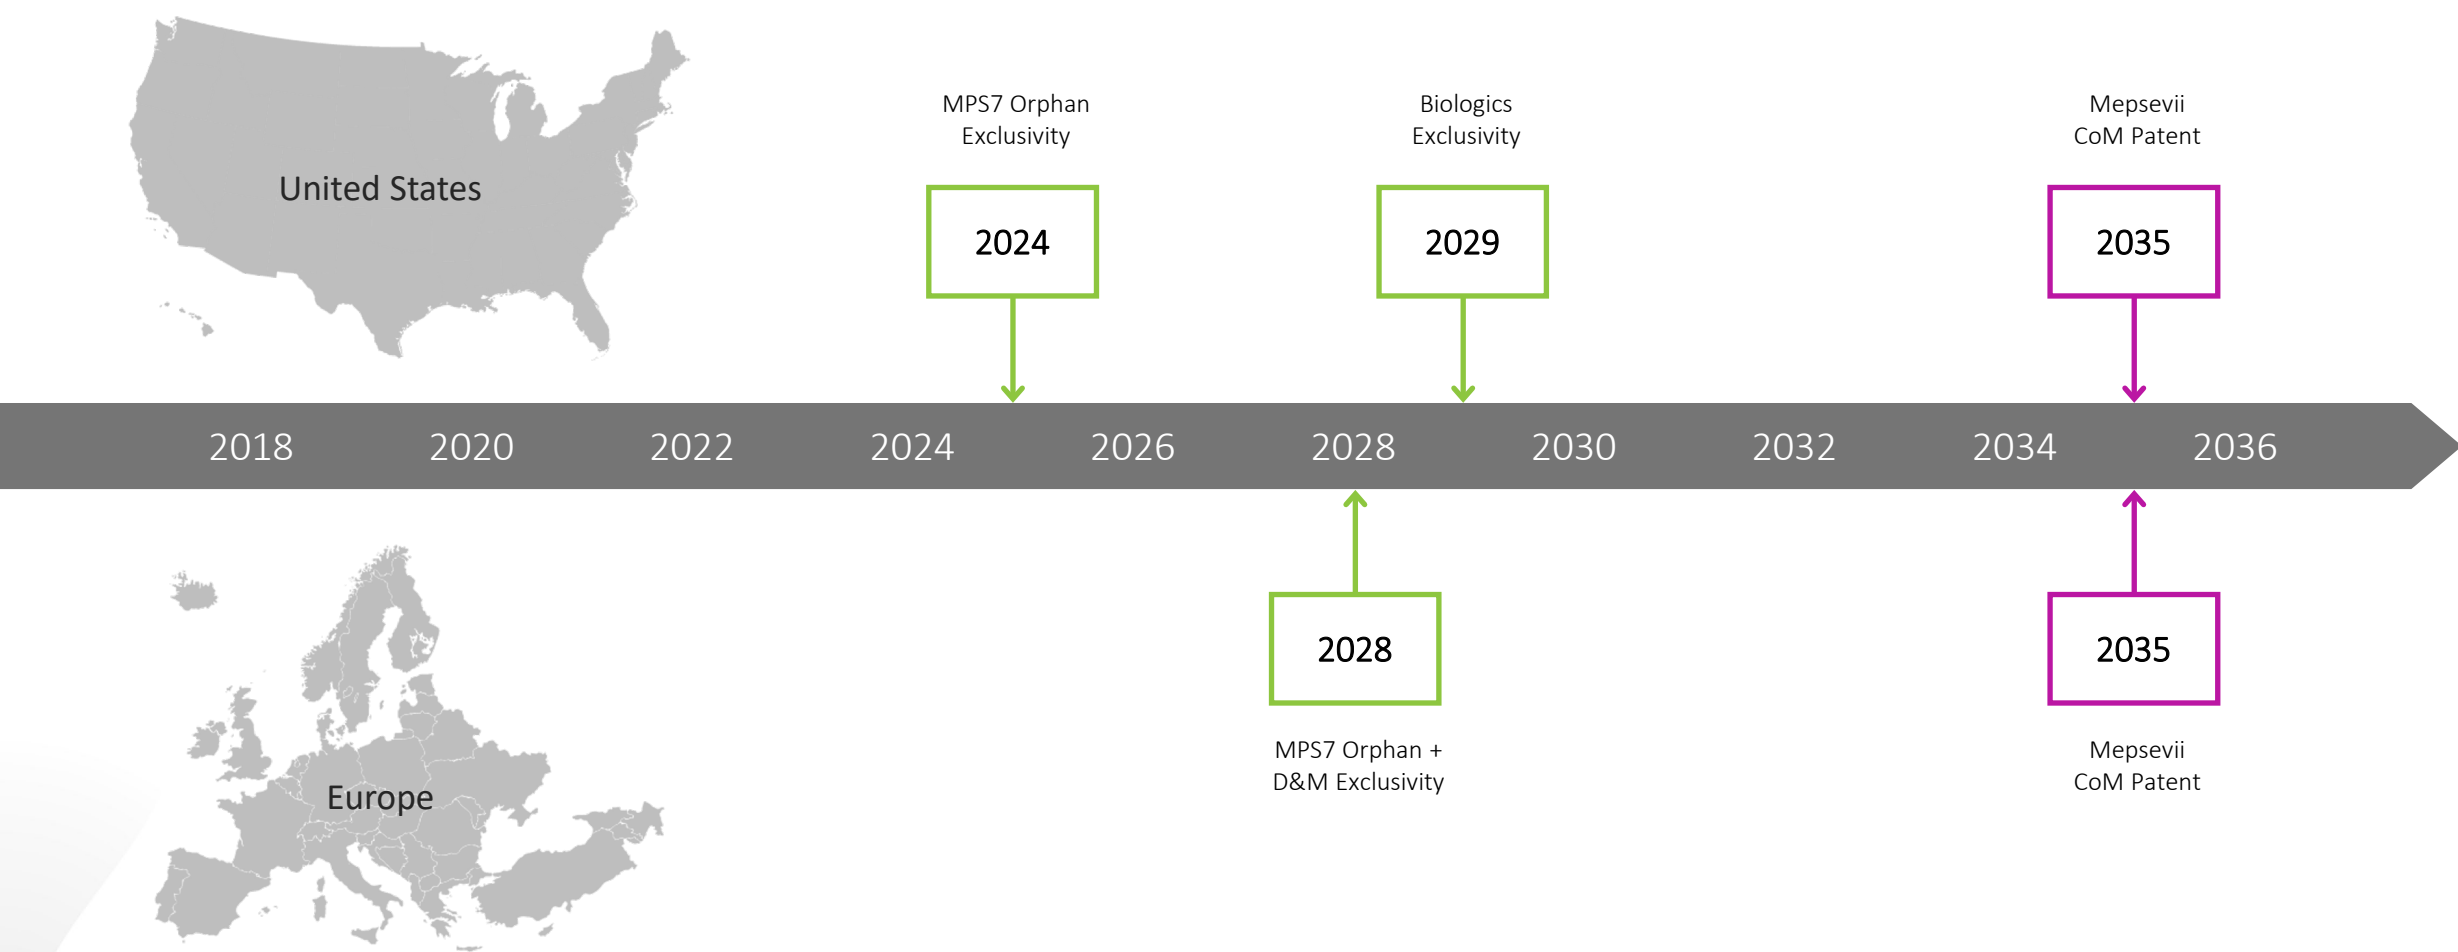 United States
MPS7 Orphan
Exclusivity
2024
Biologics
Exclusivity
2029
Mepsevii
CoM Patent
2035
2018 2020 2022 2024 2026 2028 2030 2032 2034 2036
Europe
2028
MPS7 Orphan +
D&M Exclusivity
2035
Mepsevii
CoM Patent